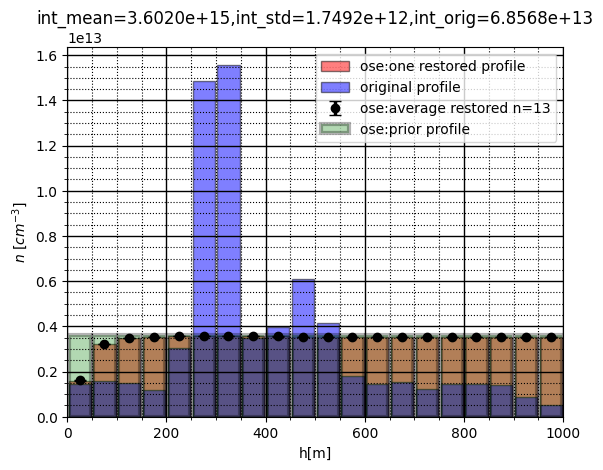 int_mean=3.6020e+15,int_std=1.7492e+12,int_orig=6.8568e+13
1e13
1.6
1.4
1.2
1.0
0.8
0.6
0.4
0.2
0.0
n [cm⁻³]
ose:one restored profile
original profile
ose:average restored n=13
ose:prior profile
0 200 400 600 800 1000
h[m]